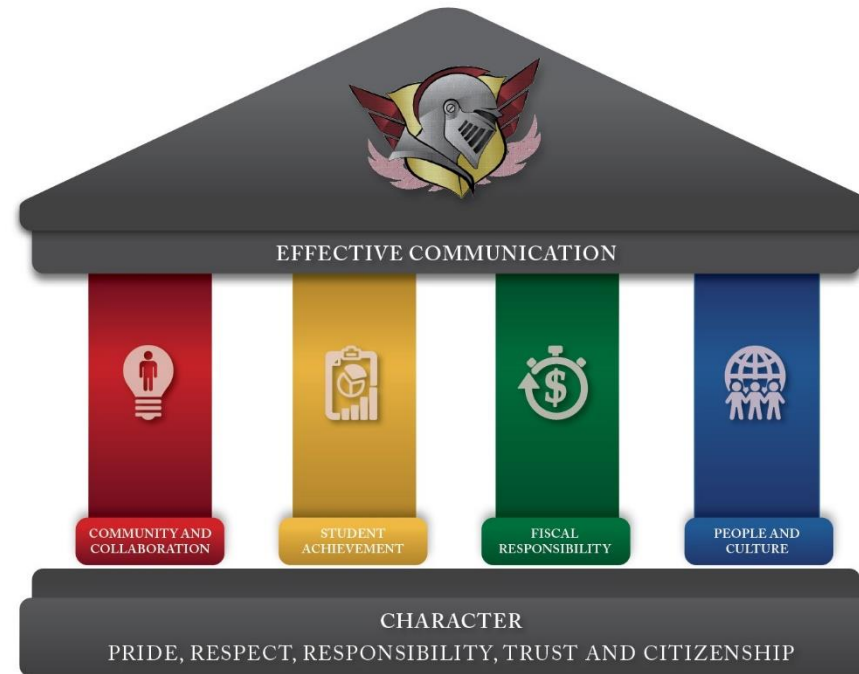 EFFECTIVE COMMUNICATION
COMMUNITY AND
COLLABORATION
STUDENT
ACHIEVEMENT
$
FISCAL
RESPONSIBILITY
PEOPLE AND
CULTURE
CHARACTER
PRIDE, RESPECT, RESPONSIBILITY, TRUST AND CITIZENSHIP